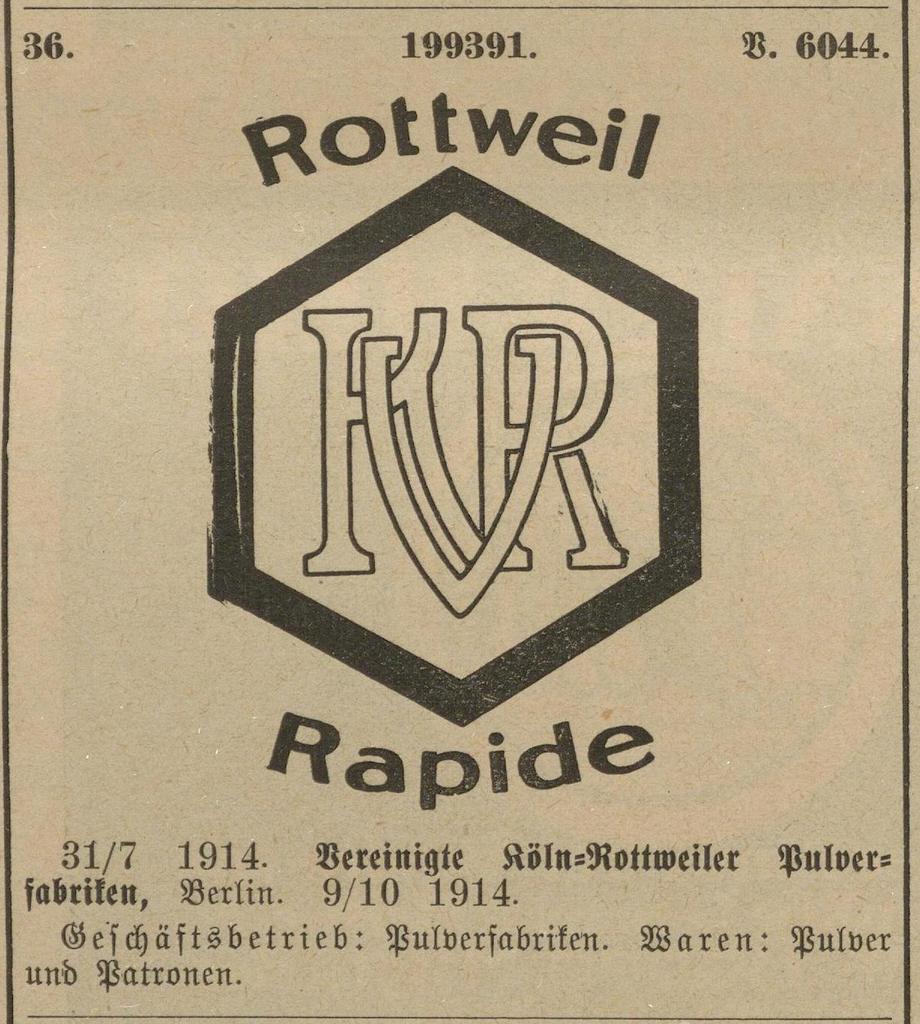 36. 199391. V. 6044.
Rottweil
KVR
Rapide
31/7 1914. Vereinigte Köln=Rottweiler Pulver=
fabriken, Berlin. 9/10 1914.
Geschäftsbetrieb: Pulverfabriken. Waren: Pulver
und Patronen.